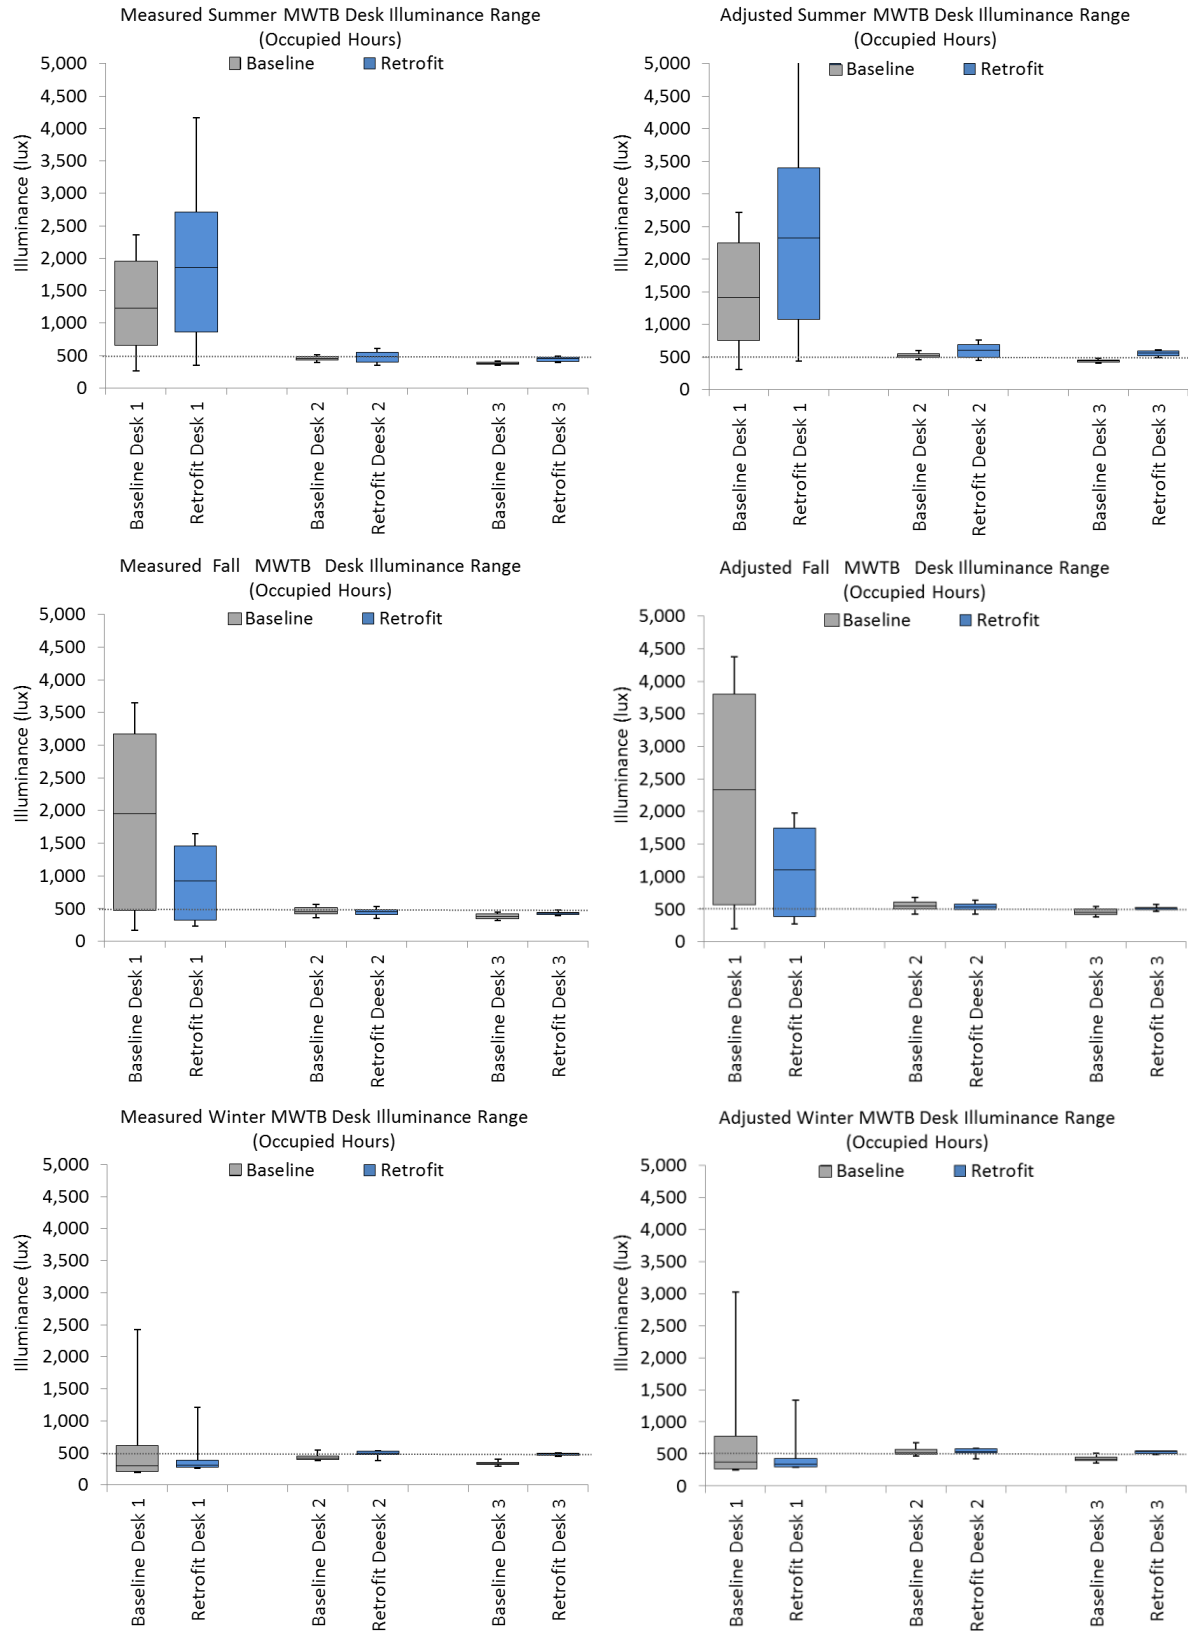 Measured Summer MWTB Desk Illuminance Range
(Occupied Hours)
Baseline Retrofit
Illuminance (lux)
5,000
4,500
4,000
3,500
3,000
2,500
2,000
1,500
1,000
500
0
Baseline Desk 1
Retrofit Desk 1
Baseline Desk 2
Retrofit Deesk 2
Baseline Desk 3
Retrofit Desk 3
Adjusted Summer MWTB Desk Illuminance Range
(Occupied Hours)
Baseline Retrofit
Illuminance (lux)
5,000
4,500
4,000
3,500
3,000
2,500
2,000
1,500
1,000
500
0
Baseline Desk 1
Retrofit Desk 1
Baseline Desk 2
Retrofit Deesk 2
Baseline Desk 3
Retrofit Desk 3
Measured Fall MWTB Desk Illuminance Range
(Occupied Hours)
Baseline Retrofit
Illuminance (lux)
5,000
4,500
4,000
3,500
3,000
2,500
2,000
1,500
1,000
500
0
Baseline Desk 1
Retrofit Desk 1
Baseline Desk 2
Retrofit Deesk 2
Baseline Desk 3
Retrofit Desk 3
Adjusted Fall MWTB Desk Illuminance Range
(Occupied Hours)
Baseline Retrofit
Illuminance (lux)
5,000
4,500
4,000
3,500
3,000
2,500
2,000
1,500
1,000
500
0
Baseline Desk 1
Retrofit Desk 1
Baseline Desk 2
Retrofit Deesk 2
Baseline Desk 3
Retrofit Desk 3
Measured Winter MWTB Desk Illuminance Range
(Occupied Hours)
Baseline Retrofit
Illuminance (lux)
5,000
4,500
4,000
3,500
3,000
2,500
2,000
1,500
1,000
500
0
Baseline Desk 1
Retrofit Desk 1
Baseline Desk 2
Retrofit Deesk 2
Baseline Desk 3
Retrofit Desk 3
Adjusted Winter MWTB Desk Illuminance Range
(Occupied Hours)
Baseline Retrofit
Illuminance (lux)
5,000
4,500
4,000
3,500
3,000
2,500
2,000
1,500
1,000
500
0
Baseline Desk 1
Retrofit Desk 1
Baseline Desk 2
Retrofit Deesk 2
Baseline Desk 3
Retrofit Desk 3